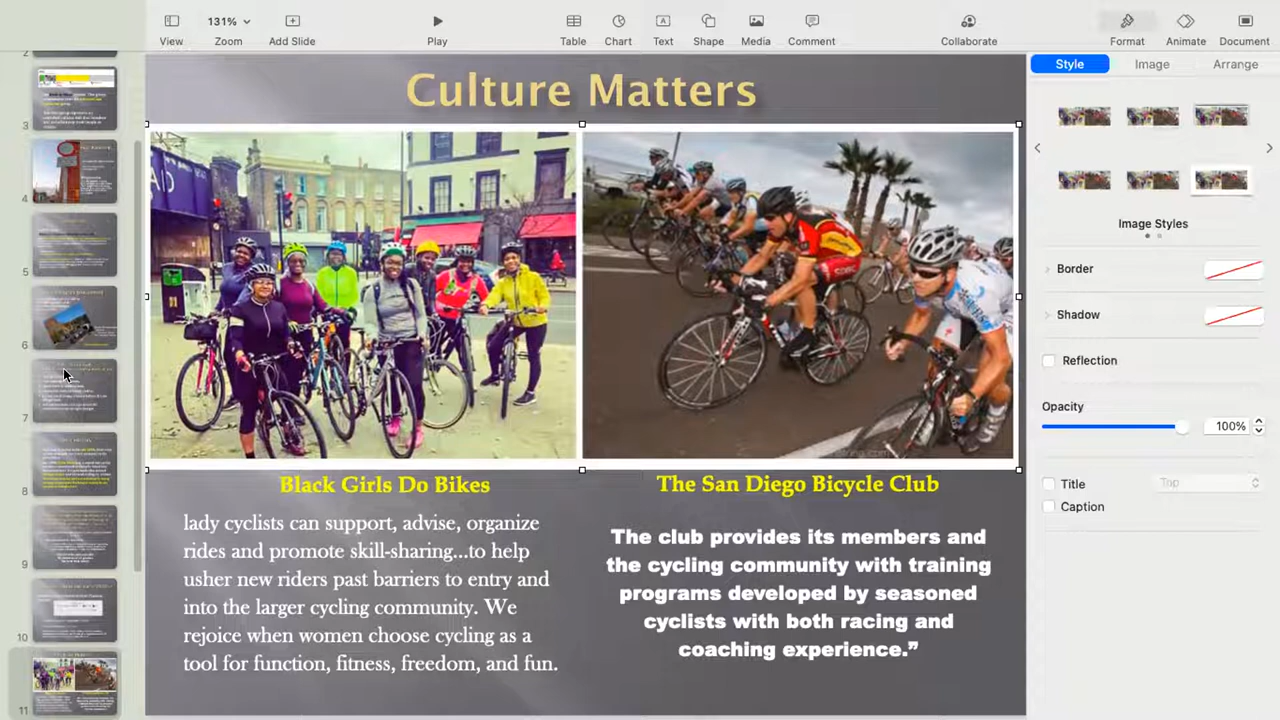 131%
View
Zoom
Add Slide
Play
Table
Chart
Text
Media
Shape
Comment
Collaborate
Format
Animate
Document
Culture Matters
Black Girls Do Bikes
lady cyclists can support, advise, organize
rides and promote skill-sharing...to help
usher new riders past barriers to entry and
into the larger cycling community. We
rejoice when women choose cycling as a
tool for function, fitness, freedom, and fun.
The San Diego Bicycle Club
The club provides its members and
the cycling community with training
programs developed by seasoned
cyclists with both racing and
coaching experience.”
Style
Image
Arrange
Image Styles
Border
Shadow
Reflection
Opacity
100%
Title
Top
Caption
2
3
4
5
6
7
8
9
10
11